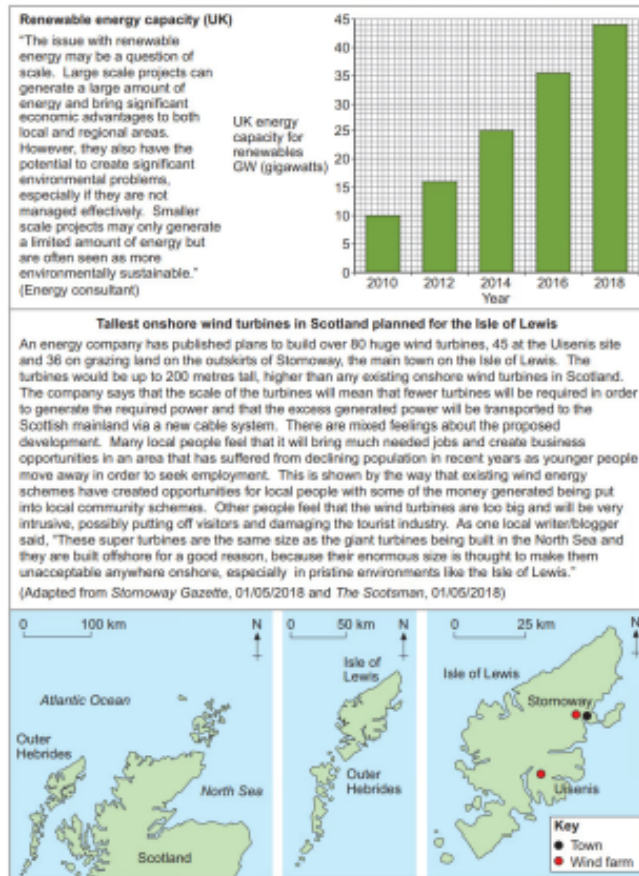 Renewable energy capacity (UK)
"The issue with renewable
energy may be a question of
scale. Large scale projects can
generate a large amount of
energy and bring significant
economic advantages to both
local and regional areas.
However, they also have the
potential to create significant
environmental problems,
especially if they are not
managed effectively. Smaller
scale projects may only generate
a limited amount of energy but
are often seen as more
environmentally sustainable."
(Energy consultant)
UK energy
capacity for
renewables
GW (gigawatts)
45
40
35
30
25
20
15
10
5
0
2010 2012 2014 2016 2018
Year
Tallest onshore wind turbines in Scotland planned for the Isle of Lewis
An energy company has published plans to build over 80 huge wind turbines, 45 at the Uisenis site
and 36 on grazing land on the outskirts of Stornoway, the main town on the Isle of Lewis. The
turbines would be up to 200 metres tall, higher than any existing onshore wind turbines in Scotland.
The company says that the scale of the turbines will mean that fewer turbines will be required in order
to generate the required power and that the excess generated power will be transported to the
Scottish mainland via a new cable system. There are mixed feelings about the proposed
development. Many local people feel that it will bring much needed jobs and create business
opportunities in an area that has suffered from declining population in recent years as younger people
move away in order to seek employment. This is shown by the way that existing wind energy
schemes have created opportunities for local people with some of the money generated being put
into local community schemes. Other people feel that the wind turbines are too big and will be very
intrusive, possibly putting off visitors and damaging the tourist industry. As one local writer/blogger
said, "These super turbines are the same size as the giant turbines being built in the North Sea and
they are built offshore for a good reason, because their enormous size is thought to make them
unacceptable anywhere onshore, especially in pristine environments like the Isle of Lewis."
(Adapted from Stornoway Gazette, 01/05/2018 and The Scotsman, 01/05/2018)
0 100 km N
Atlantic Ocean
Outer
Hebrides
North Sea
Scotland
0 50 km N
Isle of
Lewis
Outer
Hebrides
0 25 km N
Isle of Lewis
Stornoway
Uisenis
Key
Town
Wind farm